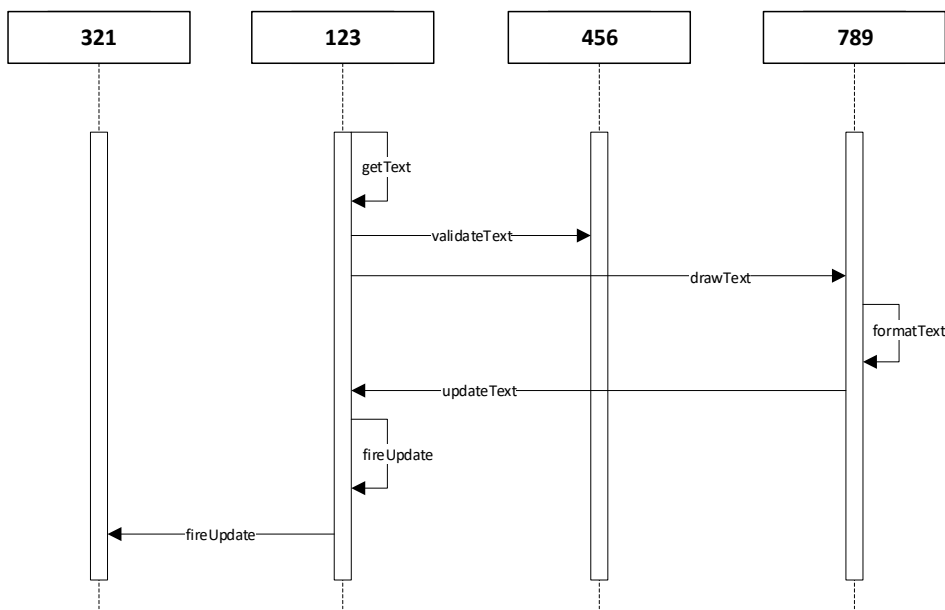 321
123
456
789
getText
validateText
drawText
formatText
updateText
fireUpdate
fireUpdate